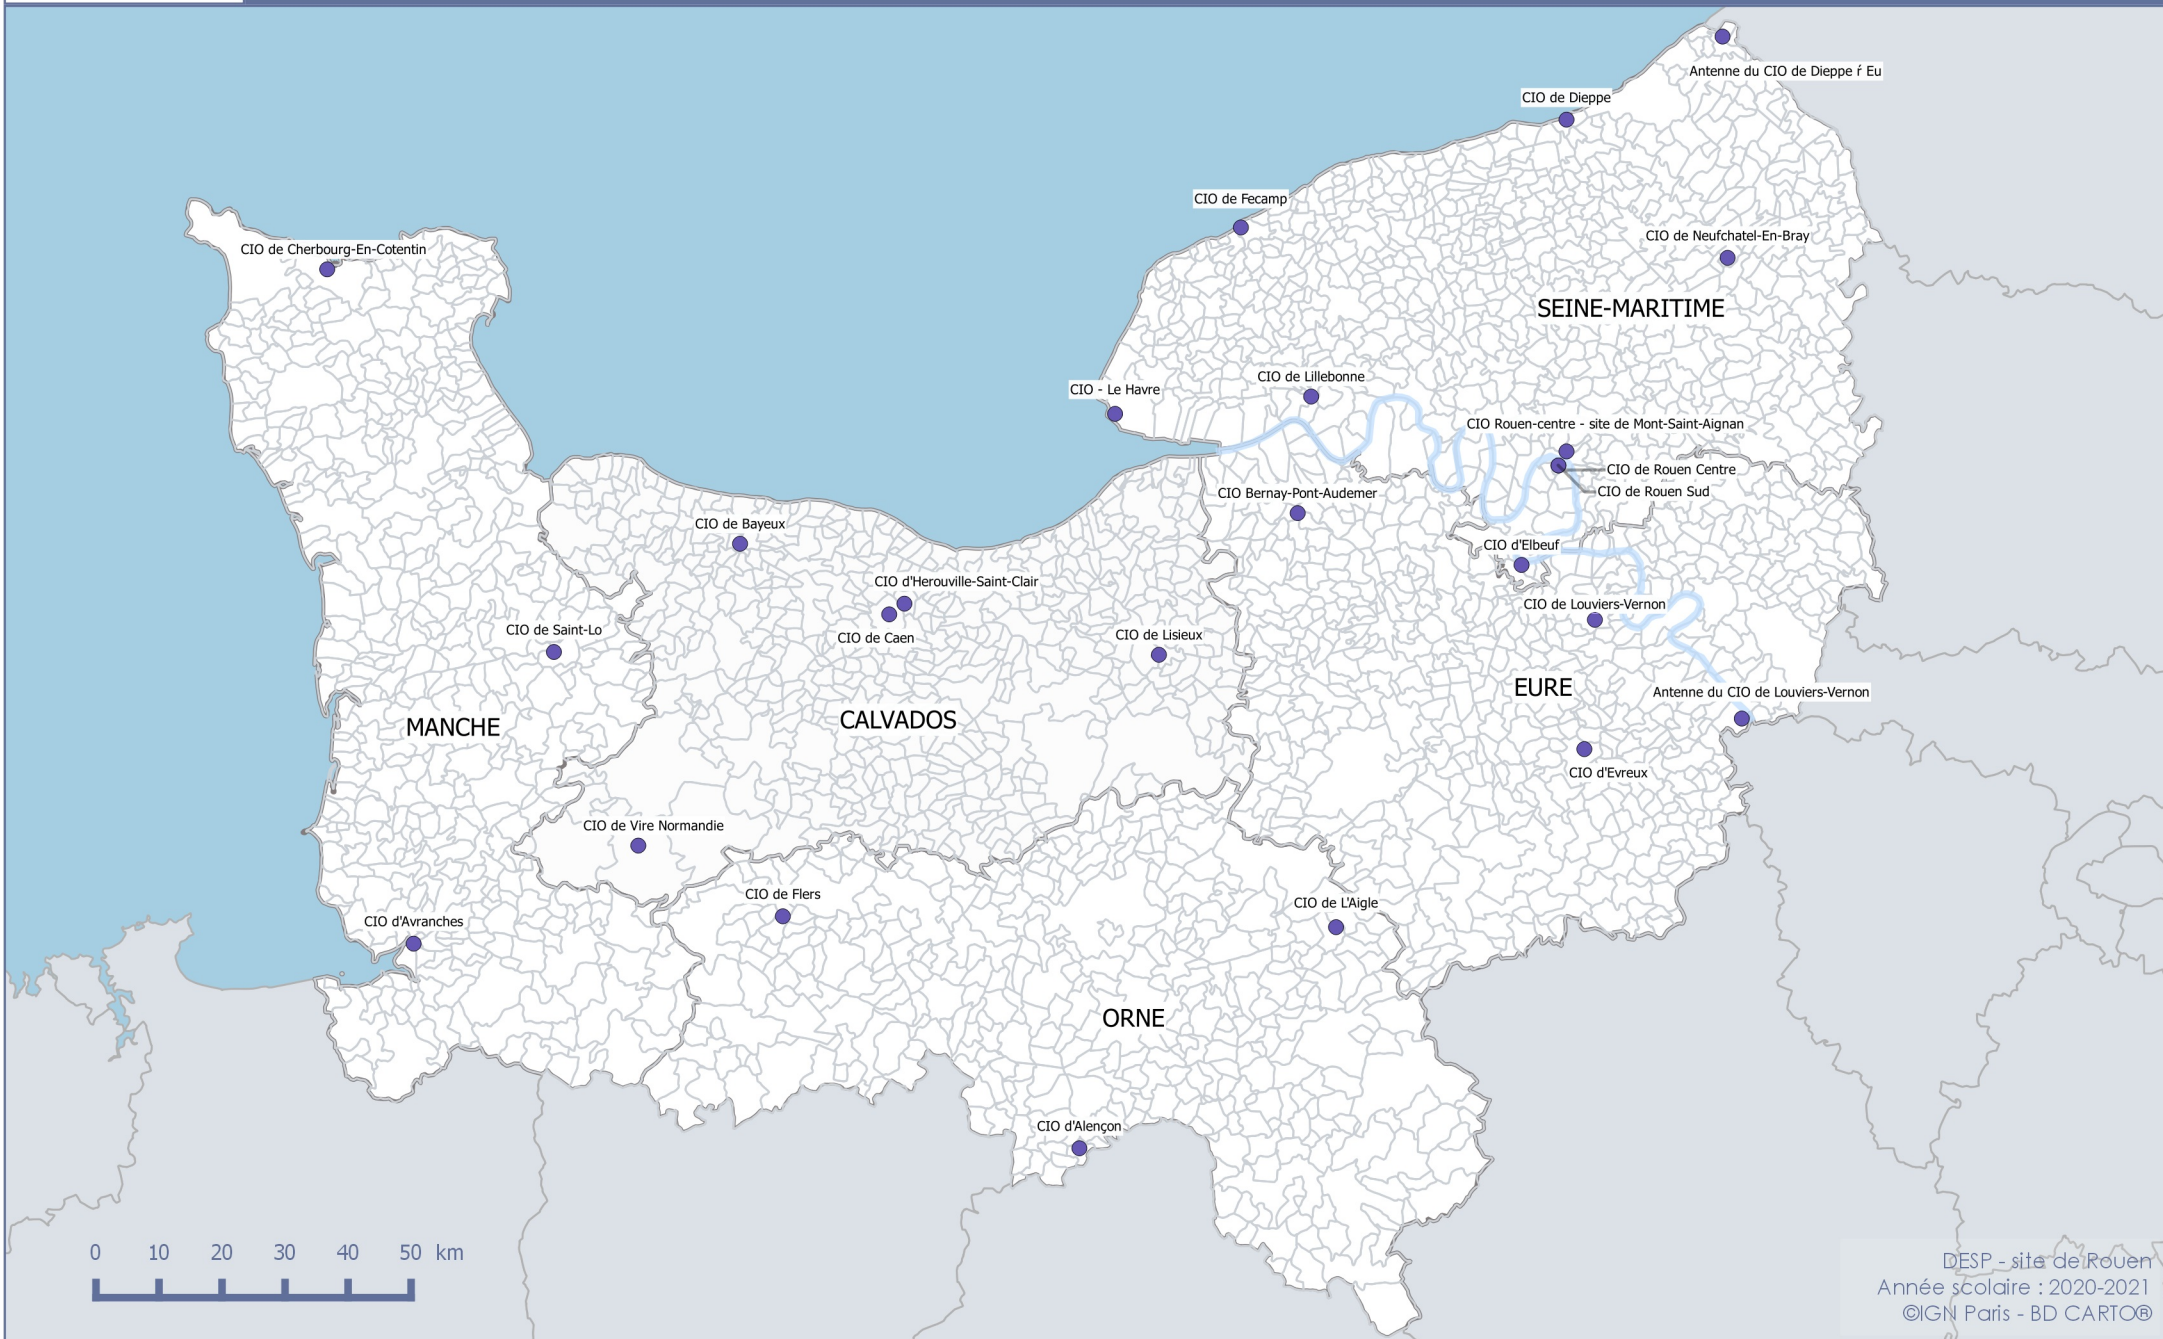 Antenne du CIO de Dieppe ŕ Eu
CIO de Dieppe
CIO de Fecamp
CIO de Neufchatel-En-Bray
CIO de Cherbourg-En-Cotentin
SEINE-MARITIME
CIO de Lillebonne
CIO - Le Havre
CIO Rouen-centre - site de Mont-Saint-Aignan
CIO de Rouen Centre
CIO de Rouen Sud
CIO Bernay-Pont-Audemer
CIO de Bayeux
CIO d'Elbeuf
CIO d'Herouville-Saint-Clair
CIO de Louviers-Vernon
CIO de Saint-Lo
CIO de Caen
CIO de Lisieux
EURE
Antenne du CIO de Louviers-Vernon
MANCHE
CALVADOS
CIO d'Evreux
CIO de Vire Normandie
CIO de Flers
CIO de L'Aigle
CIO d'Avranches
ORNE
CIO d'Alençon
0 10 20 30 40 50 km
DESP - site de Rouen
Année scolaire : 2020-2021
©IGN Paris - BD CARTO®